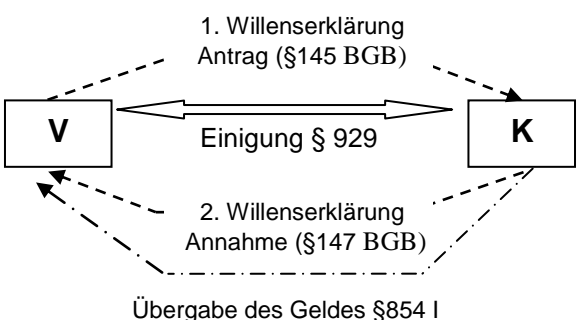 1. Willenserklärung
Antrag (§145 BGB)
V
K
Einigung § 929
2. Willenserklärung
Annahme (§147 BGB)
Übergabe des Geldes §854 I